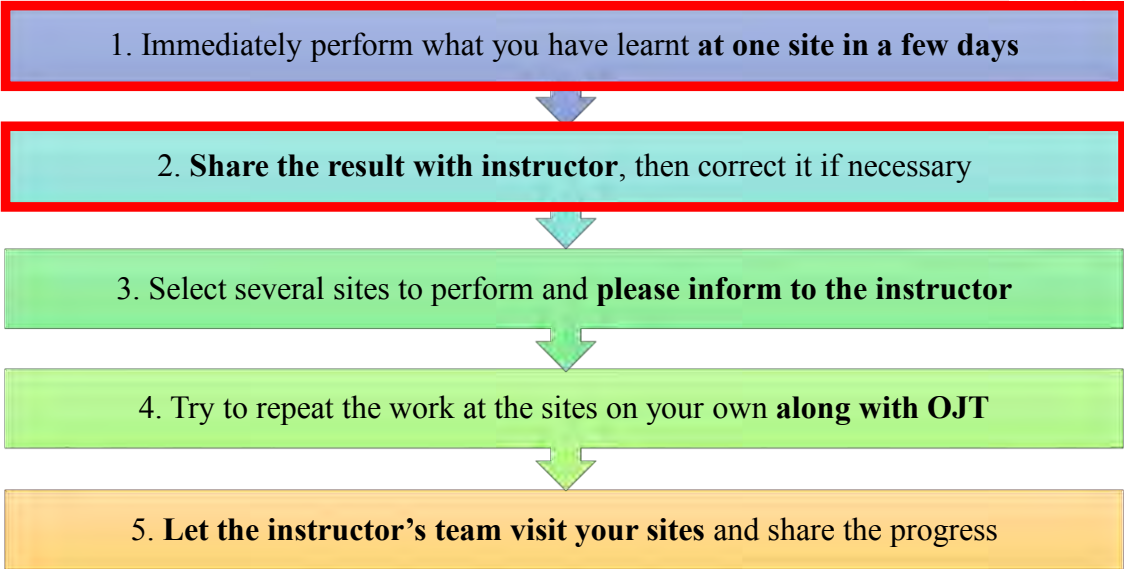 1. Immediately perform what you have learnt at one site in a few days
2. Share the result with instructor, then correct it if necessary
3. Select several sites to perform and please inform to the instructor
4. Try to repeat the work at the sites on your own along with OJT
5. Let the instructor’s team visit your sites and share the progress